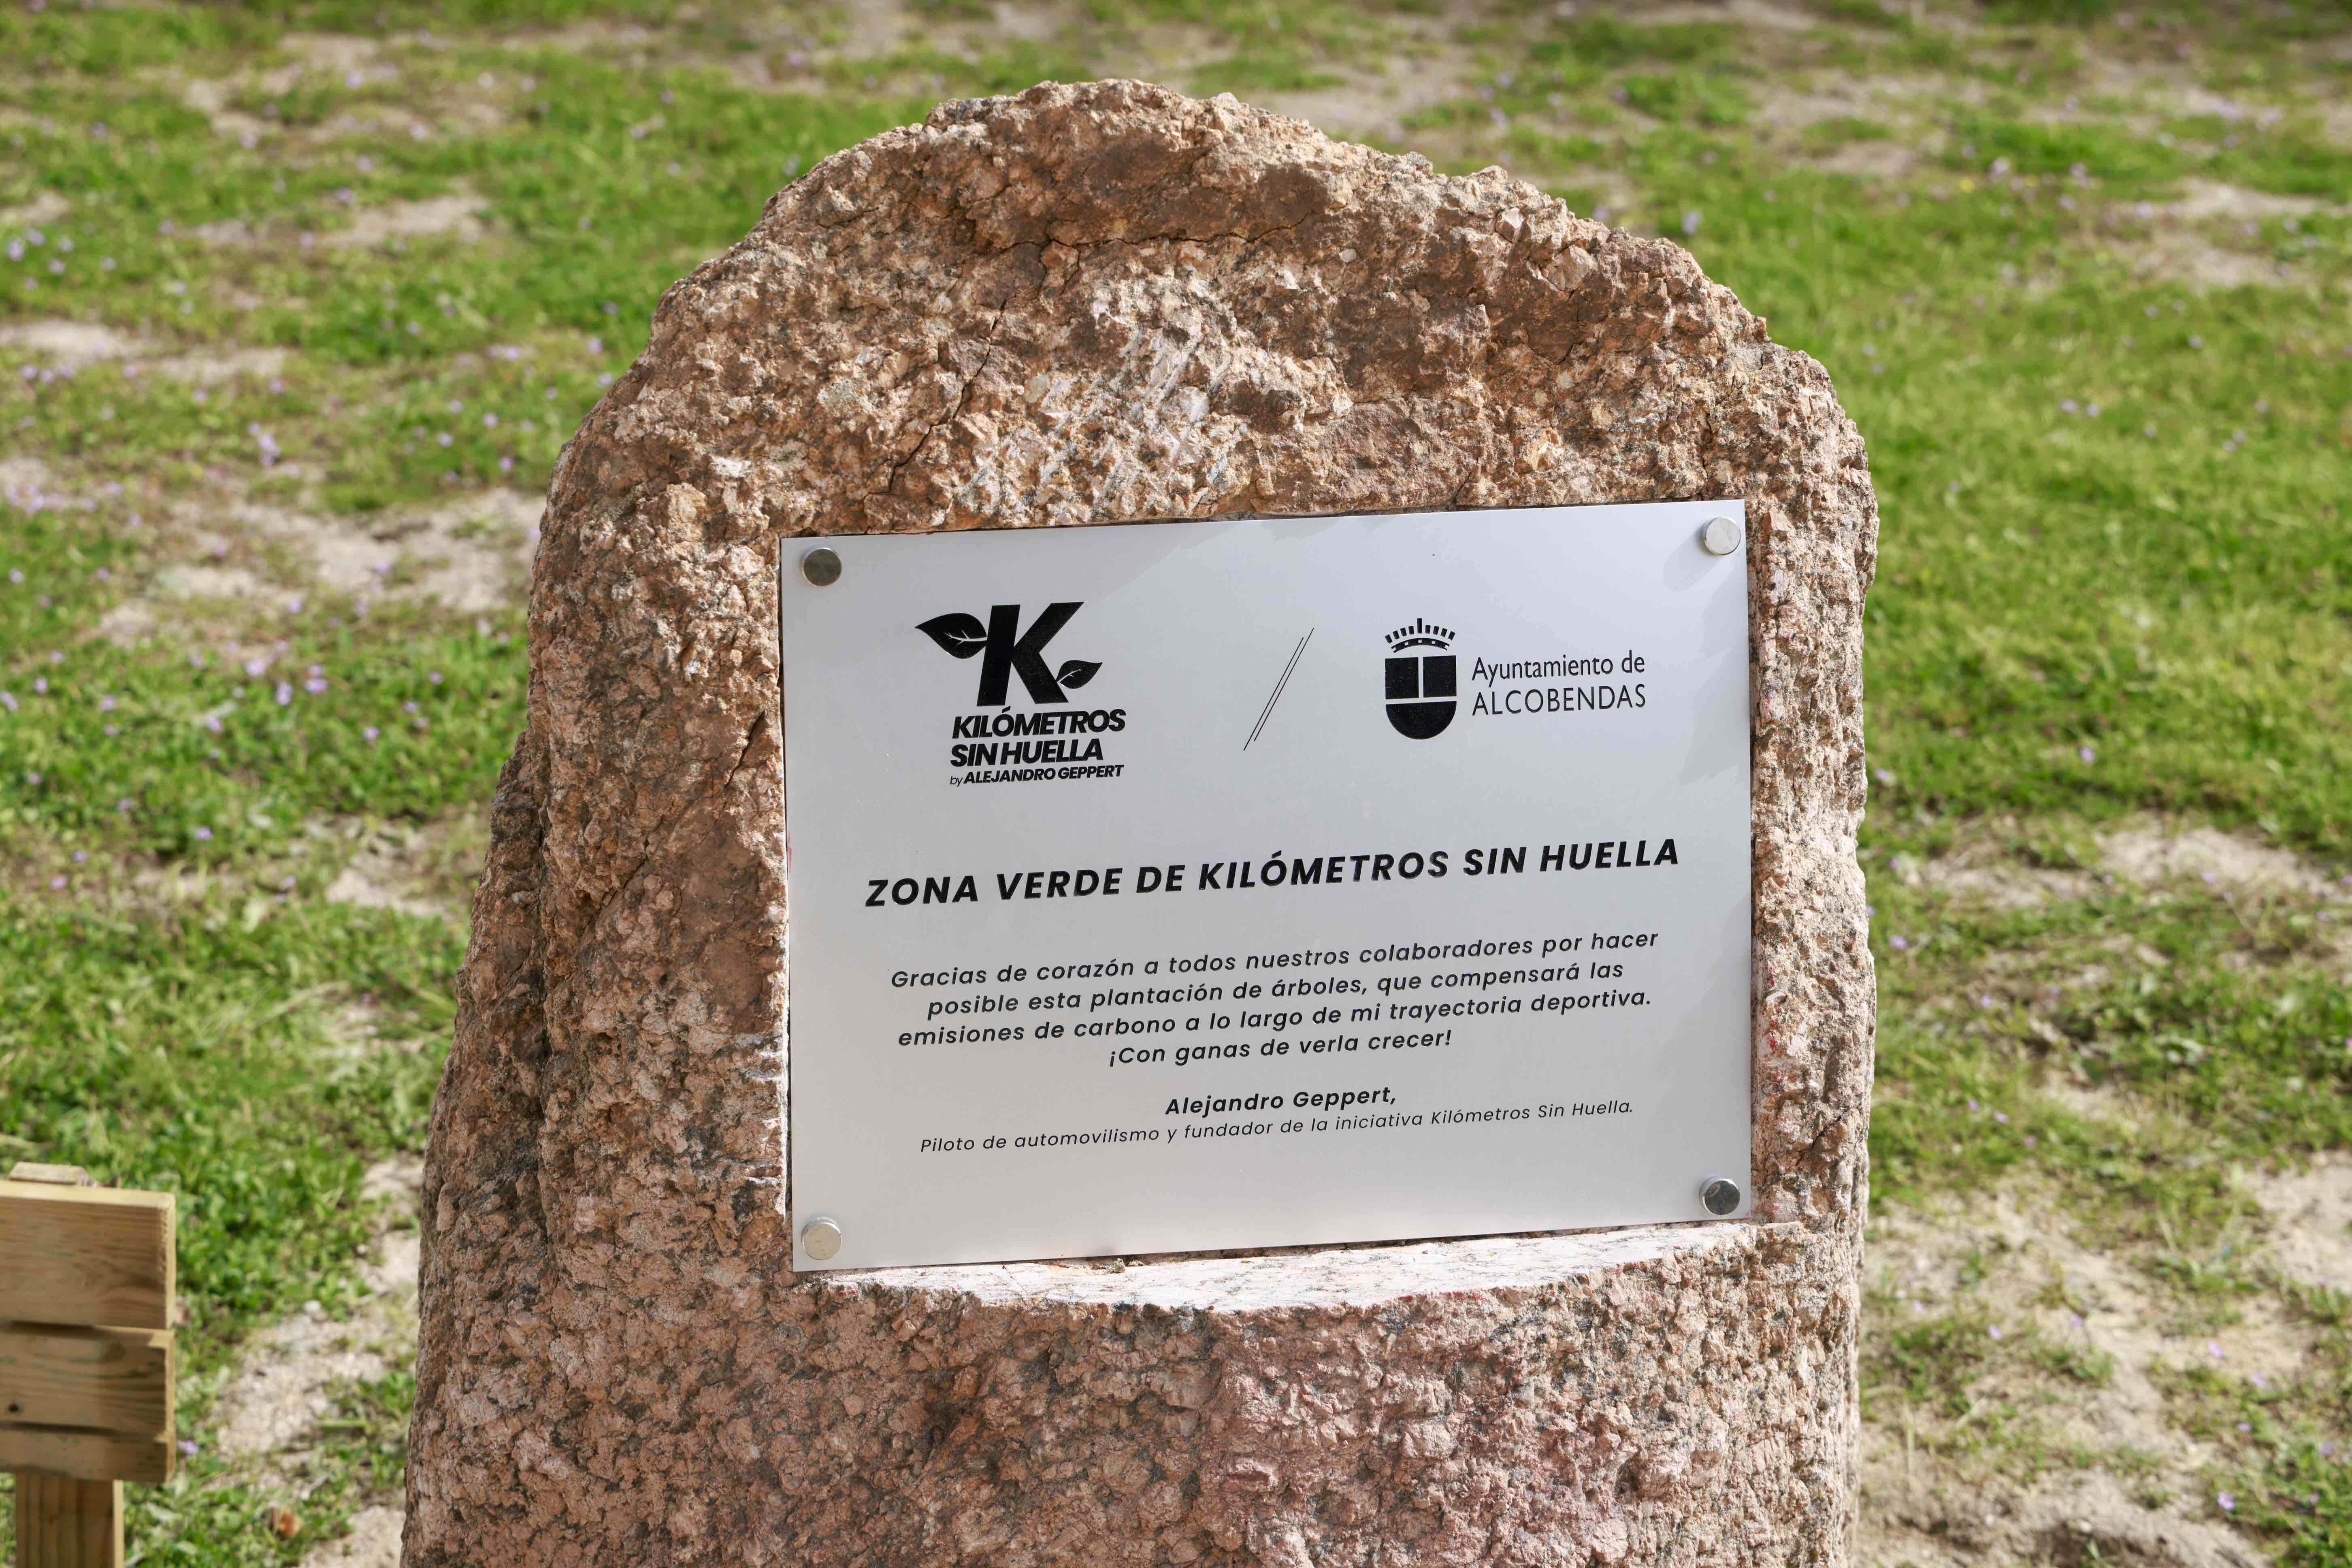 K
KILÓMETROS
SIN HUELLA
by ALEJANDRO GEPPERT
Ayuntamiento de
ALCOBENDAS
ZONA VERDE DE KILÓMETROS SIN HUELLA
Gracias de corazón a todos nuestros colaboradores por hacer
posible esta plantación de árboles, que compensará las
emisiones de carbono a lo largo de mi trayectoria deportiva.
¡Con ganas de verla crecer!
Alejandro Geppert,
Piloto de automovilismo y fundador de la iniciativa Kilómetros Sin Huella.